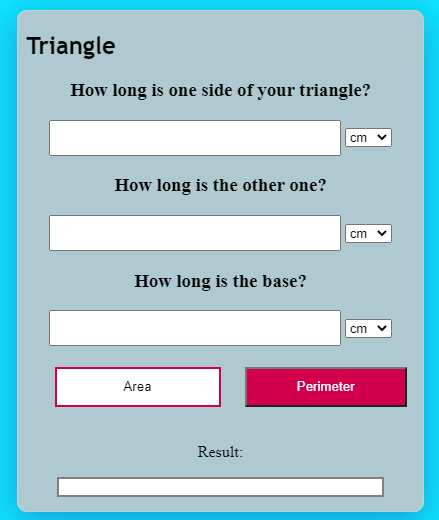 Triangle
How long is one side of your triangle?
cm
How long is the other one?
cm
How long is the base?
cm
Area Perimeter
Result: